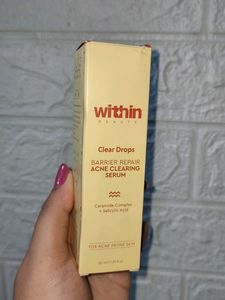 within
BEAUTY
Clear Drops
BARRIER REPAIR
ACNE CLEARING
SERUM
Ceramide Complex
+ Salicylic Acid
FOR ACNE PRONE SKIN